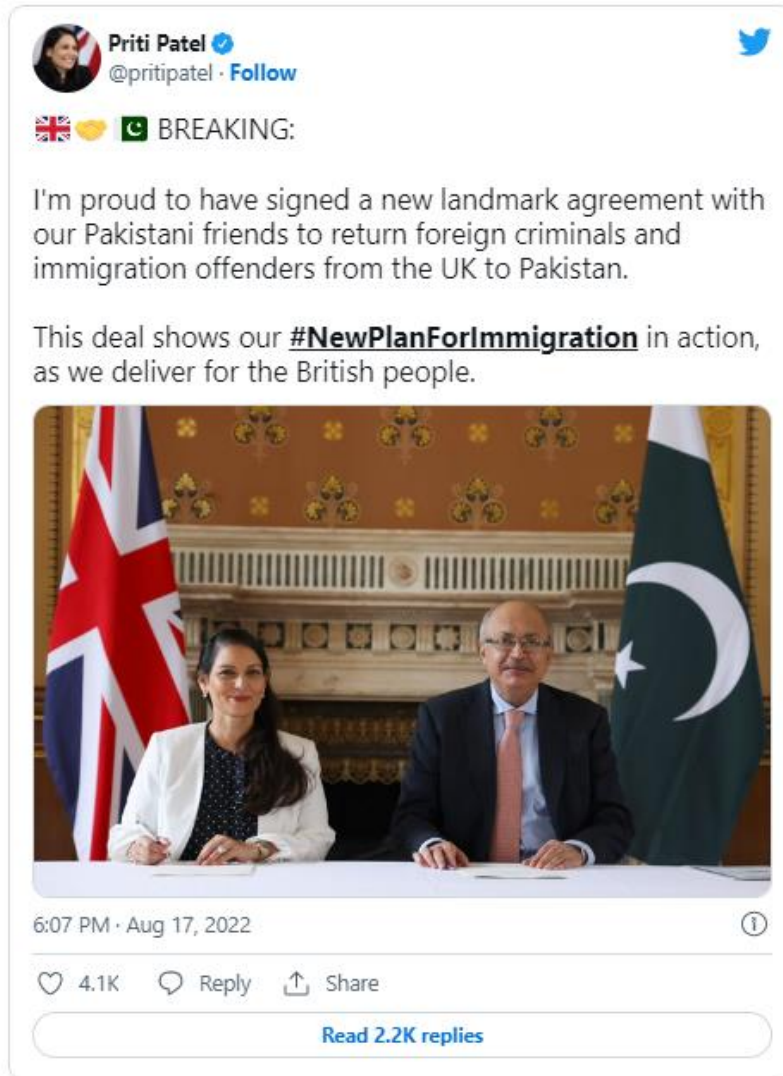 Priti Patel
@pritipatel · Follow
BREAKING:
I'm proud to have signed a new landmark agreement with
our Pakistani friends to return foreign criminals and
immigration offenders from the UK to Pakistan.
This deal shows our #NewPlanForImmigration in action,
as we deliver for the British people.
6:07 PM · Aug 17, 2022
4.1K Reply Share
Read 2.2K replies